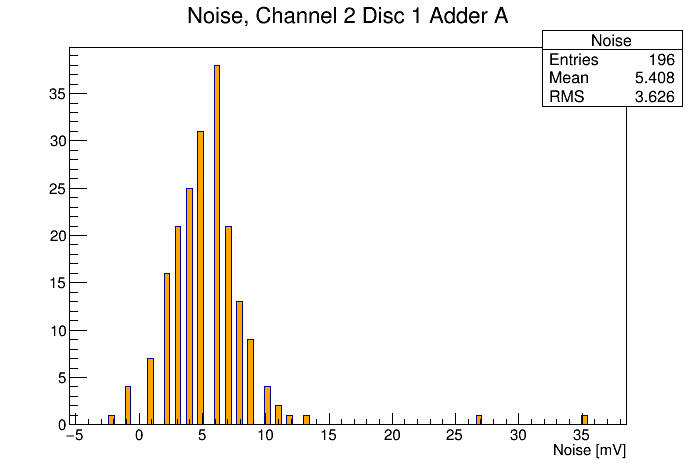 Noise, Channel 2 Disc 1 Adder A
Noise
Entries 196
Mean 5.408
RMS 3.626
35
30
25
20
15
10
5
0
−5 0 5 10 15 20 25 30 35
Noise [mV]